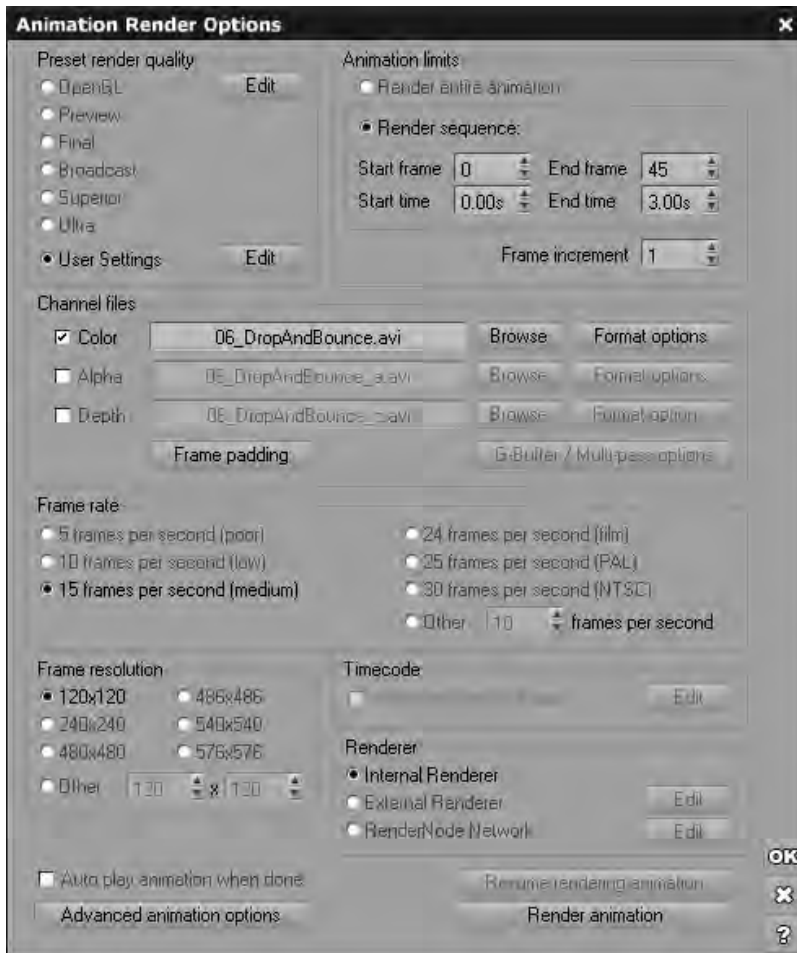 Animation Render Options
Preset render quality
OpenGL
Edit
Preview
Final
Broadcast
Superior
Ultra
User Settings
Edit
Animation limits
Render entire animation
Render sequence:
Start frame 0 End frame 45
Start time 0.00s End time 3.00s
Frame increment 1
Channel files
Color 06_DropAndBounce.avi Browse Format options
Alpha 06_DropAndBounce_a.avi Browse Format options
Depth 06_DropAndBounce_z.avi Browse Format option
Frame padding G-Buffer / Multi-pass options
Frame rate
5 frames per second (poor)
10 frames per second (low)
15 frames per second (medium)
24 frames per second (film)
25 frames per second (PAL)
30 frames per second (NTSC)
Other 10 frames per second
Frame resolution
120x120 486x486
240x240 540x540
480x480 576x576
Other 120 x 120
Timecode
Edit
Renderer
Internal Renderer
External Renderer Edit
RenderNode Network Edit
Auto play animation when done
Resume rendering animation
Advanced animation options
Render animation
OK
?